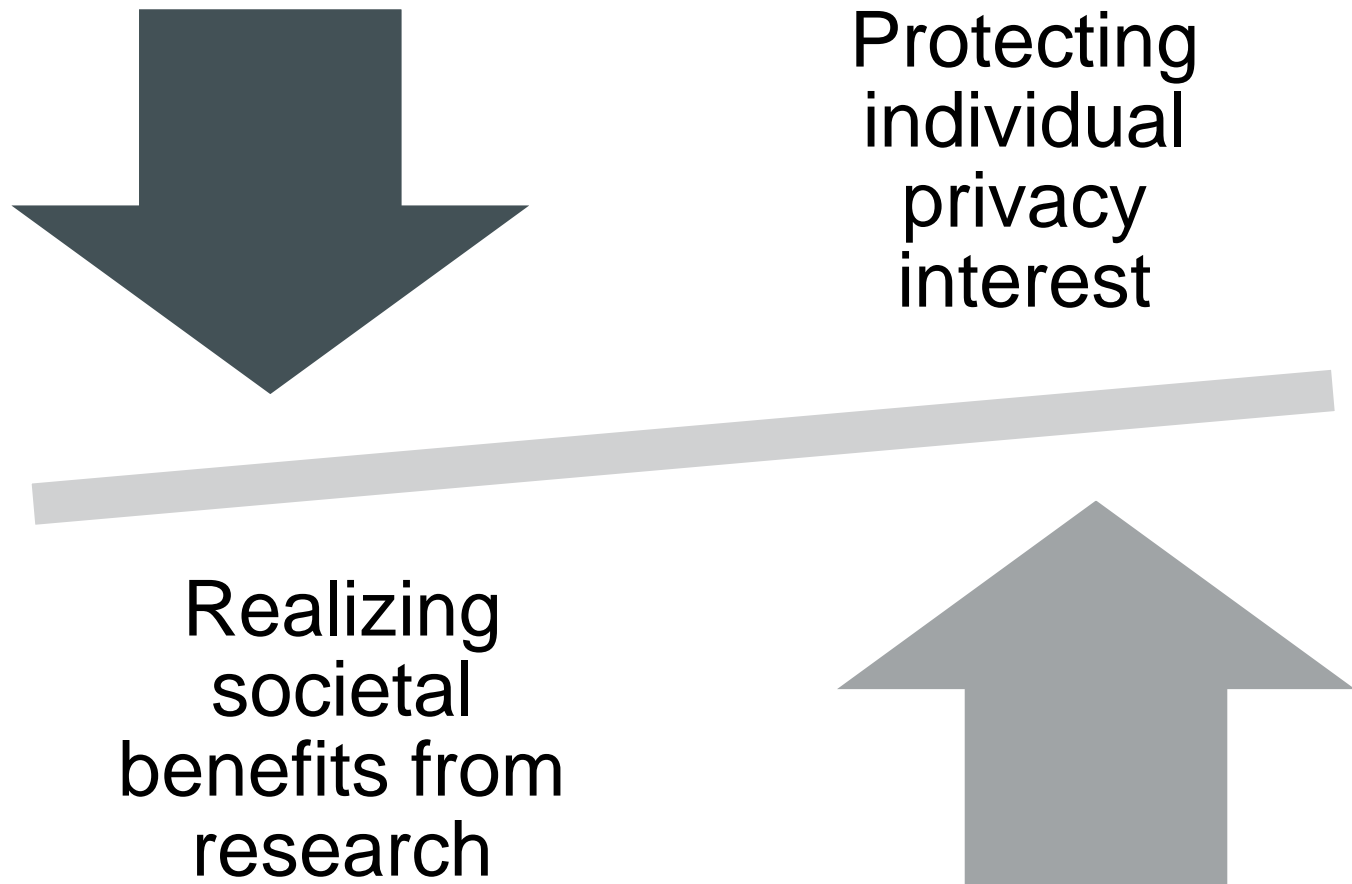 Protecting
individual
privacy
interest
Realizing
societal
benefits from
research